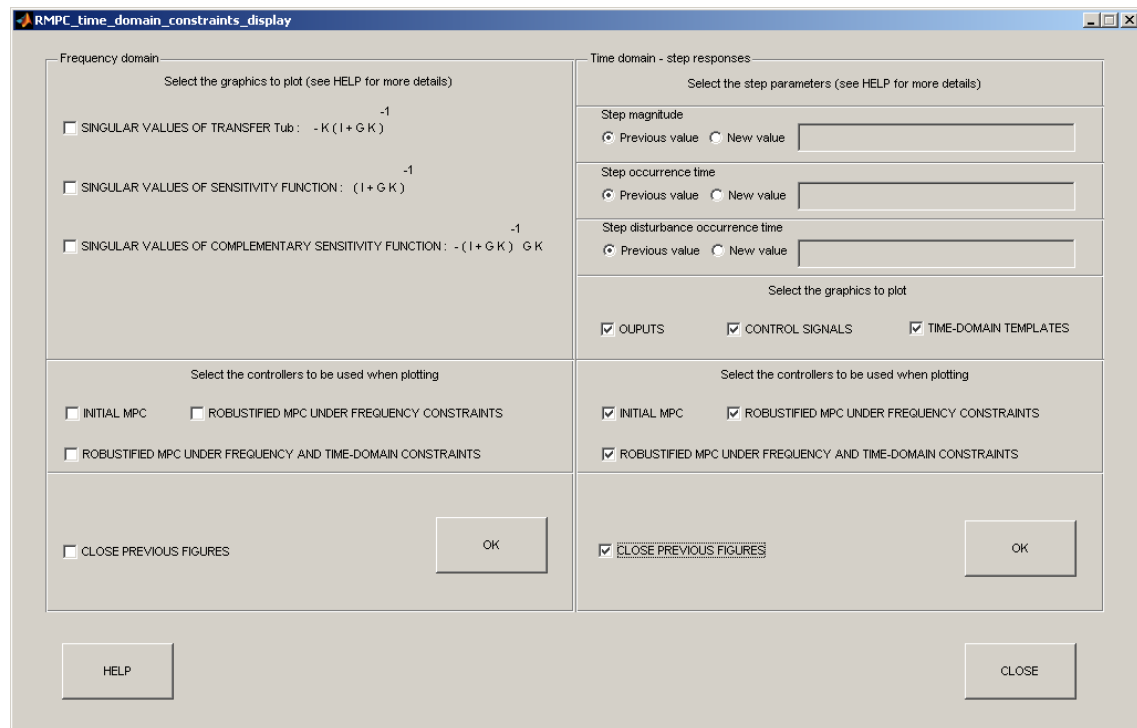 RMPC_time_domain_constraints_display
Frequency domain
Select the graphics to plot (see HELP for more details)
-1
SINGULAR VALUES OF TRANSFER Tub : - K ( I + G K )
-1
SINGULAR VALUES OF SENSITIVITY FUNCTION : ( I + G K )
-1
SINGULAR VALUES OF COMPLEMENTARY SENSITIVITY FUNCTION : - ( I + G K ) G K
Select the controllers to be used when plotting
INITIAL MPC ROBUSTIFIED MPC UNDER FREQUENCY CONSTRAINTS
ROBUSTIFIED MPC UNDER FREQUENCY AND TIME-DOMAIN CONSTRAINTS
CLOSE PREVIOUS FIGURES OK
HELP
Time domain - step responses
Select the step parameters (see HELP for more details)
Step magnitude
Previous value New value
Step occurrence time
Previous value New value
Step disturbance occurrence time
Previous value New value
Select the graphics to plot
OUPUTS CONTROL SIGNALS TIME-DOMAIN TEMPLATES
Select the controllers to be used when plotting
INITIAL MPC ROBUSTIFIED MPC UNDER FREQUENCY CONSTRAINTS
ROBUSTIFIED MPC UNDER FREQUENCY AND TIME-DOMAIN CONSTRAINTS
CLOSE PREVIOUS FIGURES OK
CLOSE